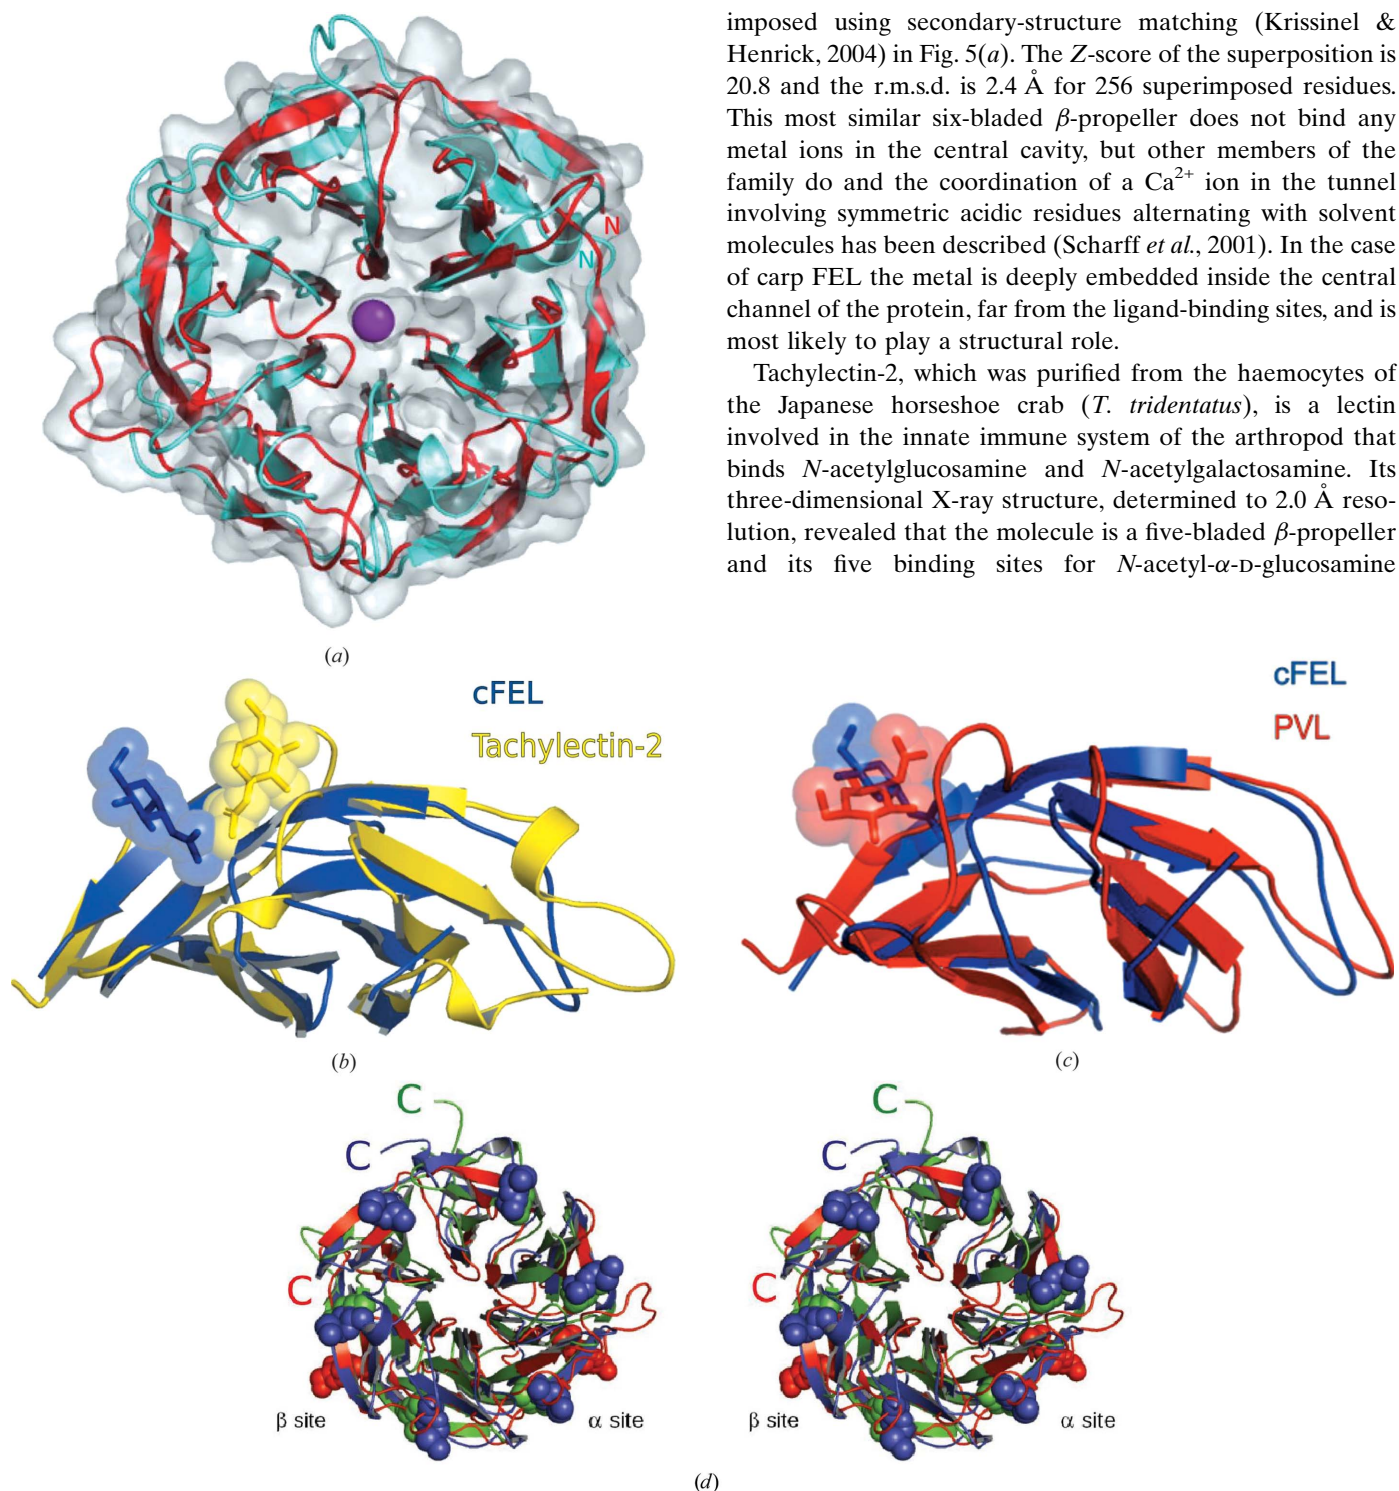 imposed using secondary-structure matching (Krissinel &
Henrick, 2004) in Fig. 5(a). The Z-score of the superposition is
20.8 and the r.m.s.d. is 2.4 Å for 256 superimposed residues.
This most similar six-bladed β-propeller does not bind any
metal ions in the central cavity, but other members of the
family do and the coordination of a Ca²⁺ ion in the tunnel
involving symmetric acidic residues alternating with solvent
molecules has been described (Scharff et al., 2001). In the case
of carp FEL the metal is deeply embedded inside the central
channel of the protein, far from the ligand-binding sites, and is
most likely to play a structural role.
Tachylectin-2, which was purified from the haemocytes of
the Japanese horseshoe crab (T. tridentatus), is a lectin
involved in the innate immune system of the arthropod that
binds N-acetylglucosamine and N-acetylgalactosamine. Its
three-dimensional X-ray structure, determined to 2.0 Å reso-
lution, revealed that the molecule is a five-bladed β-propeller
and its five binding sites for N-acetyl-α-D-glucosamine
N
N
(a)
cFEL
Tachylectin-2
(b)
cFEL
PVL
(c)
C
C
C
β site
α site
C
C
C
β site
α site
(d)